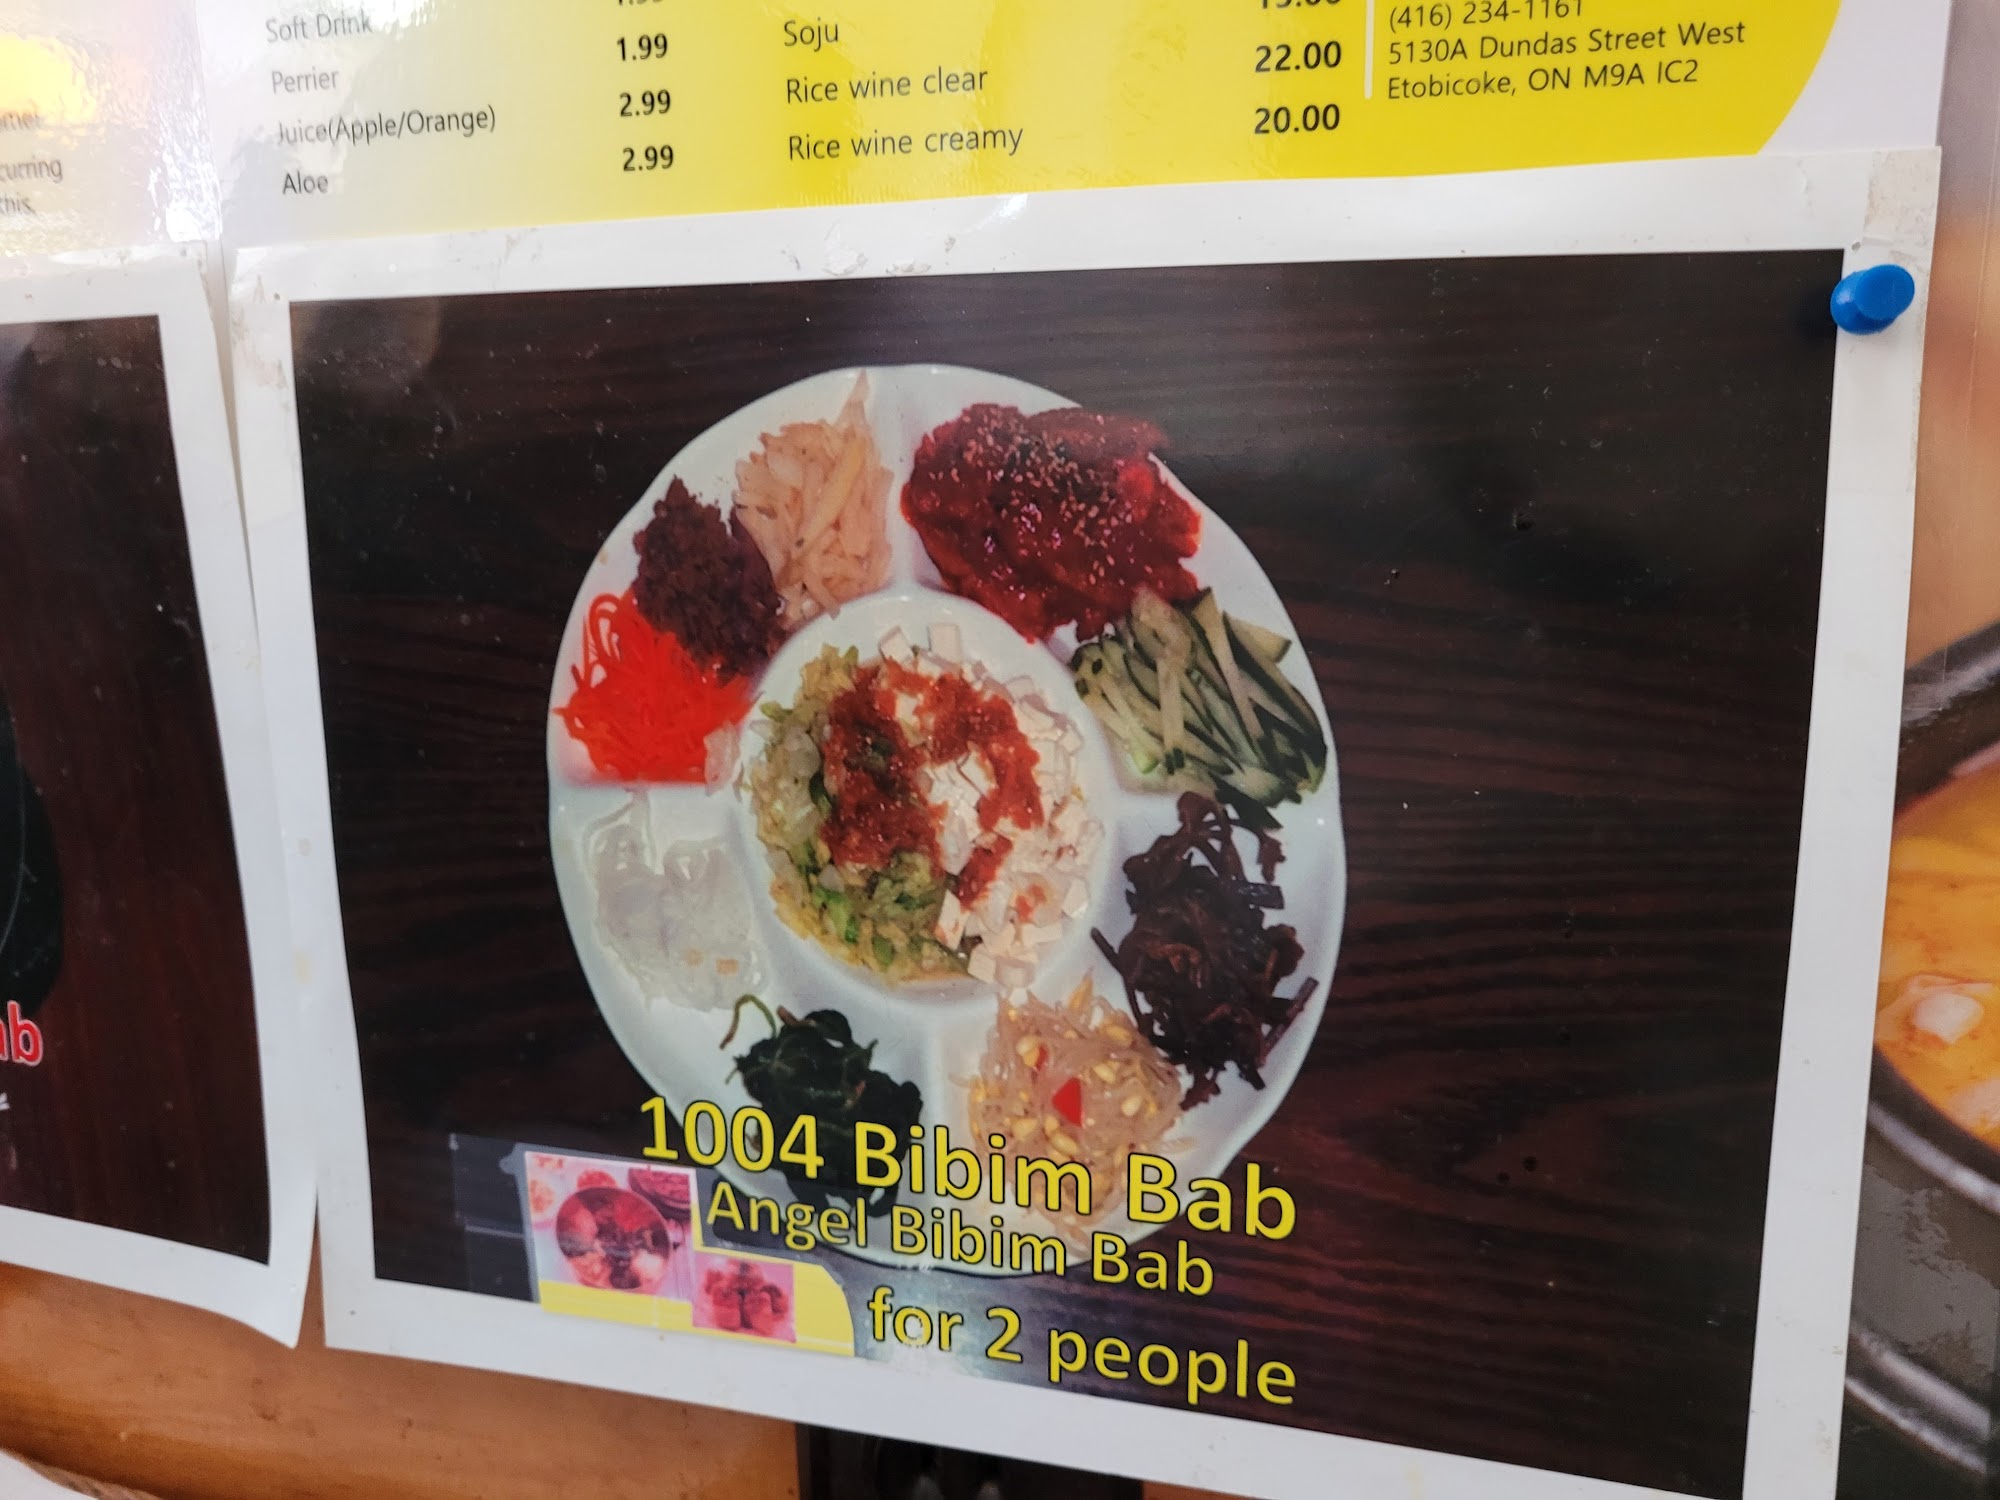 Soft Drink
Perrier 1.99
Juice(Apple/Orange) 2.99
Aloe 2.99
Soju
Rice wine clear 22.00
Rice wine creamy 20.00
(416) 234-1161
5130A Dundas Street West
Etobicoke, ON M9A IC2
curring
this.
1004 Bibim Bab
Angel Bibim Bab
for 2 people